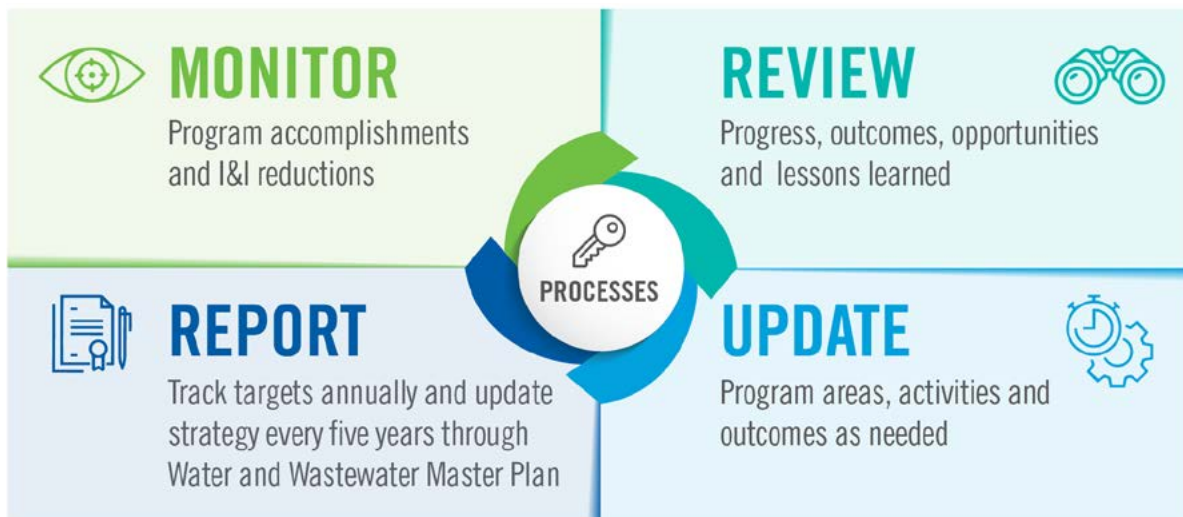 MONITOR
Program accomplishments
and I&I reductions
REVIEW
Progress, outcomes, opportunities
and lessons learned
PROCESSES
REPORT
Track targets annually and update
strategy every five years through
Water and Wastewater Master Plan
UPDATE
Program areas, activities and
outcomes as needed